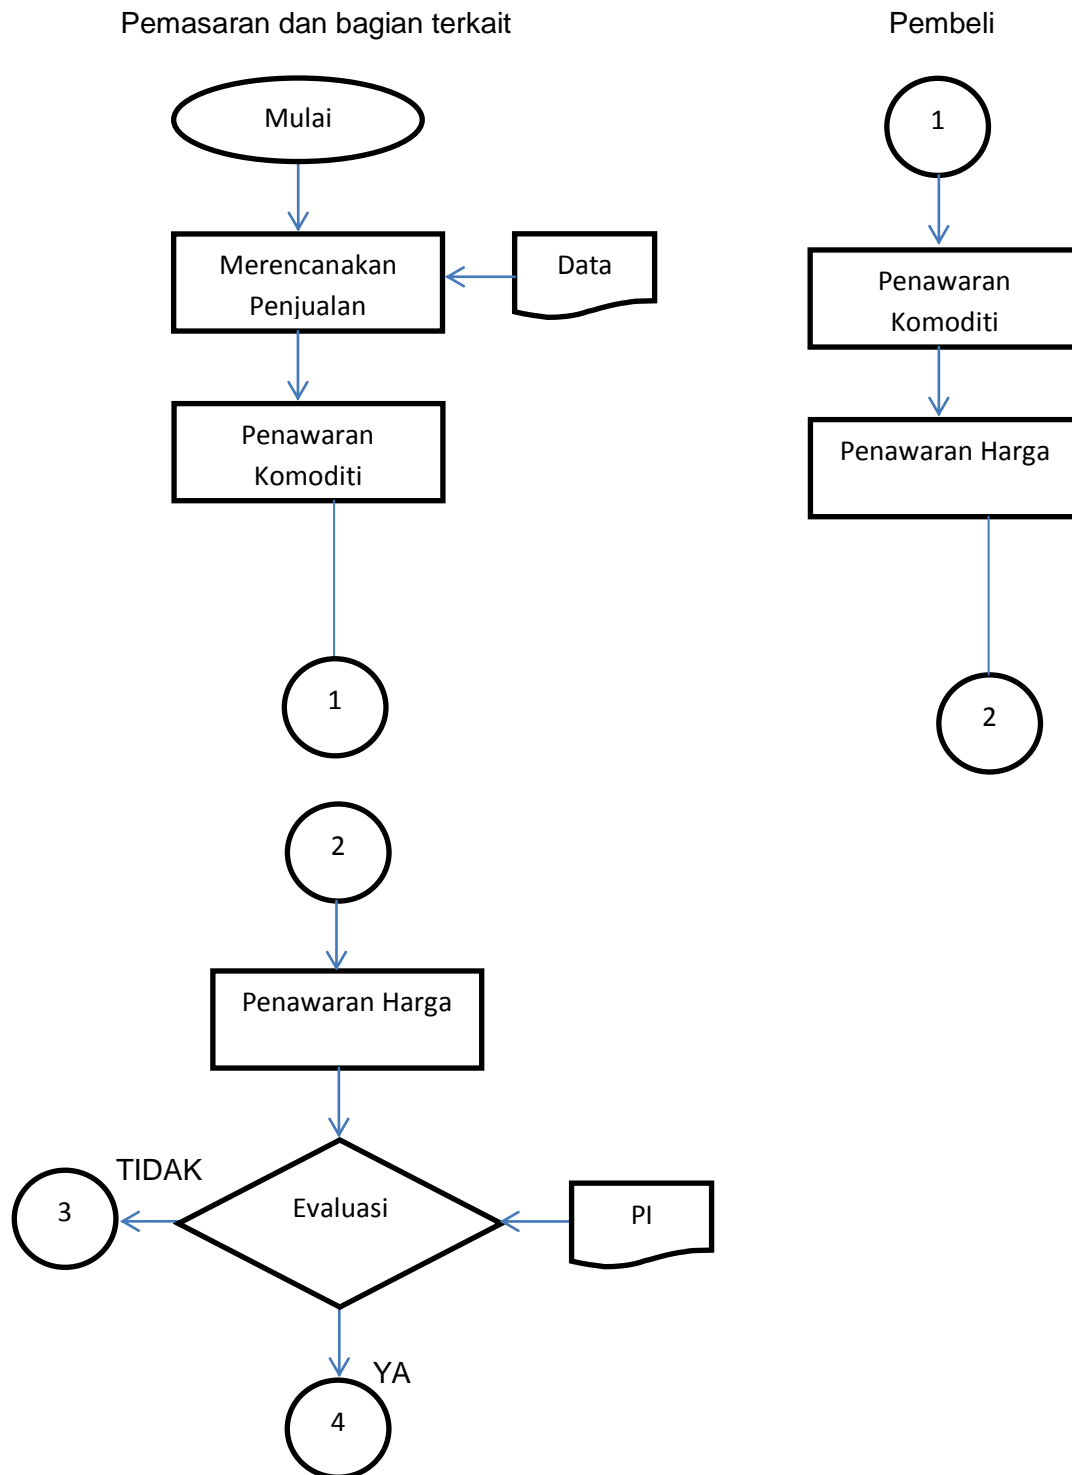 Pemasaran dan bagian terkait
Pembeli
Mulai
Merencanakan
Penjualan
Data
Penawaran
Komoditi
1
1
Penawaran
Komoditi
Penawaran Harga
2
2
Penawaran Harga
TIDAK
3
Evaluasi
PI
YA
4